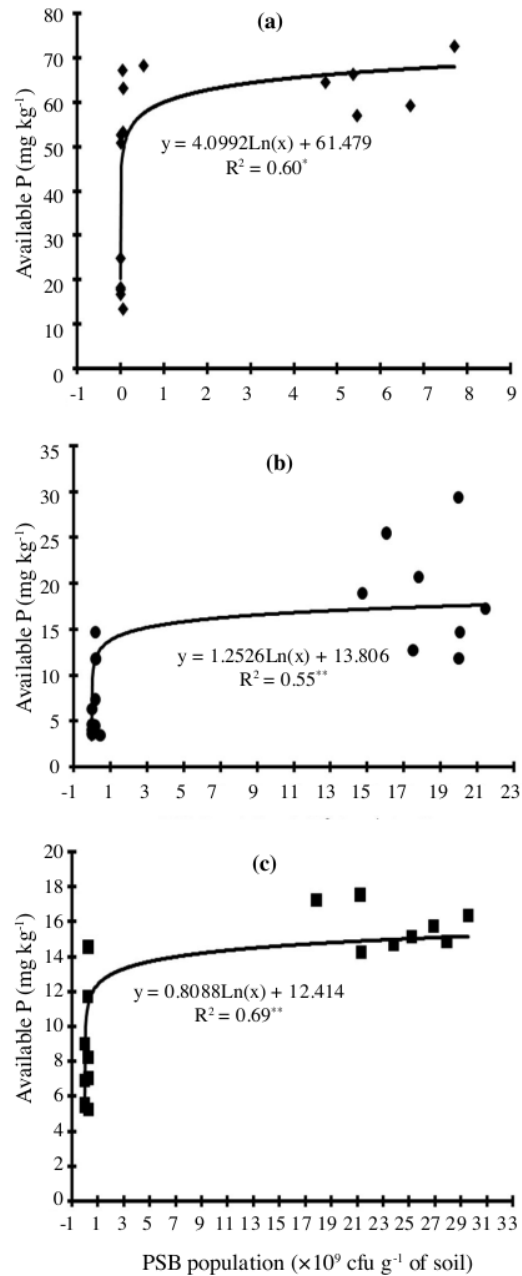 (a)
80
70
60
50
40
30
20
10
0
Available P (mg kg⁻¹)
y = 4.0992Ln(x) + 61.479
R² = 0.60*
-1 0 1 2 3 4 5 6 7 8 9
(b)
35
30
25
20
15
10
5
0
Available P (mg kg⁻¹)
y = 1.2526Ln(x) + 13.806
R² = 0.55**
-1 1 3 5 7 9 11 13 15 17 19 21 23
(c)
20
18
16
14
12
10
8
6
4
2
0
Available P (mg kg⁻¹)
y = 0.8088Ln(x) + 12.414
R² = 0.69**
-1 1 3 5 7 9 11 13 15 17 19 21 23 25 27 29 31 33
PSB population (×10⁹ cfu g⁻¹ of soil)